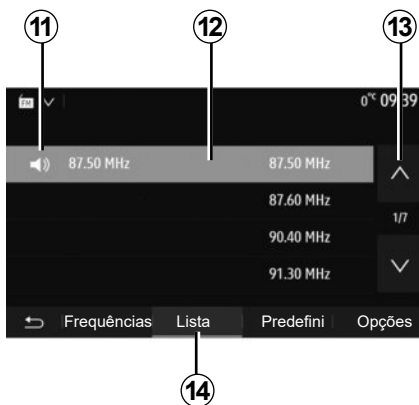 11 12 13
FM 0°C 09:39
87.50 MHz 87.50 MHz
87.60 MHz
1/7
90.40 MHz
91.30 MHz
Frequências Lista Predefini Opções
14